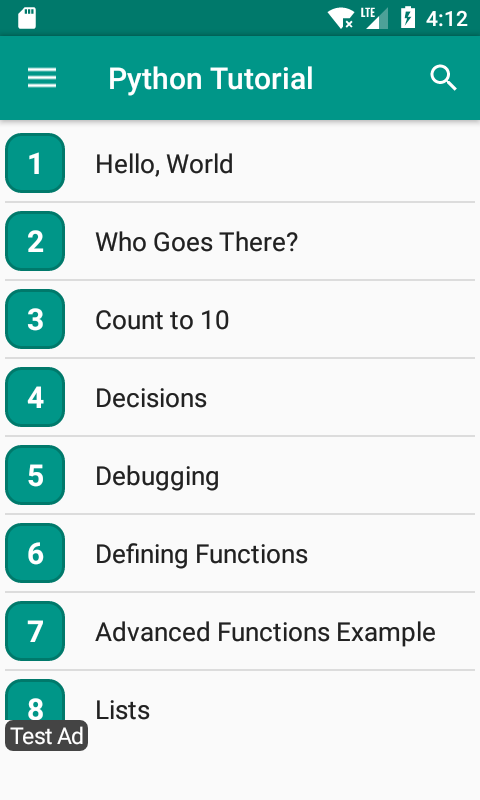 LTE 4:12
Python Tutorial
1 Hello, World
2 Who Goes There?
3 Count to 10
4 Decisions
5 Debugging
6 Defining Functions
7 Advanced Functions Example
8 Lists
Test Ad